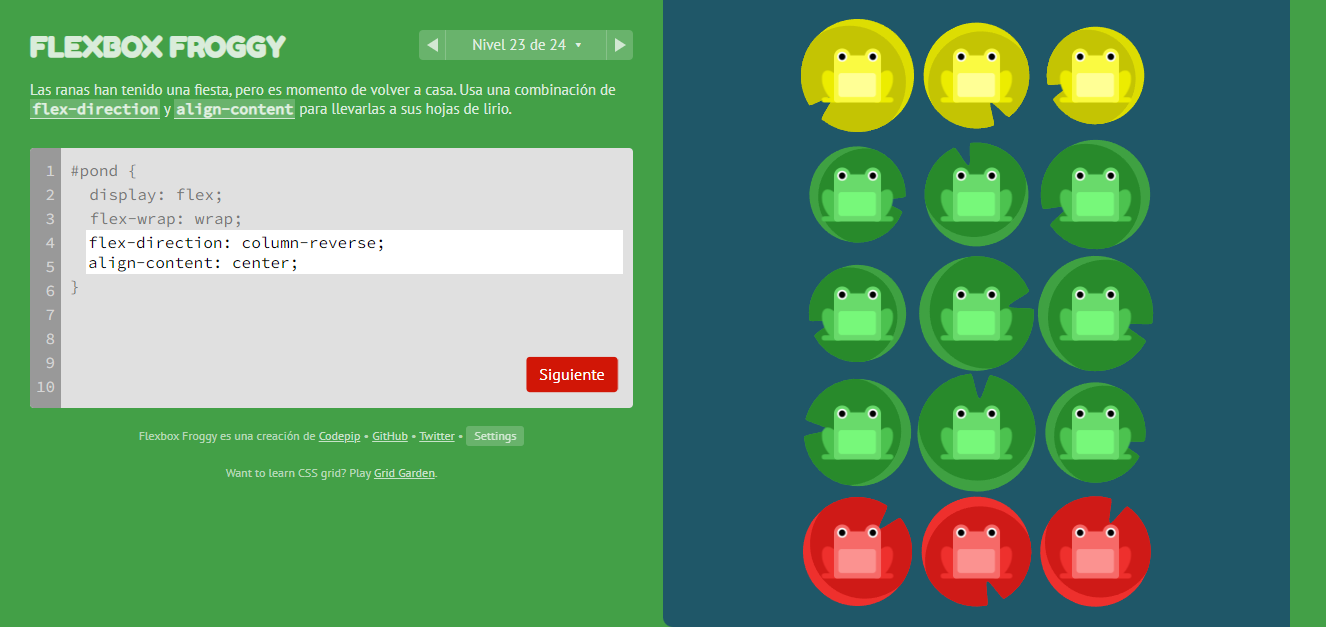 FLEXBOX FROGGY
◀ Nivel 23 de 24 ▾ ▶
Las ranas han tenido una fiesta, pero es momento de volver a casa. Usa una combinación de
flex-direction y align-content para llevarlas a sus hojas de lirio.
1 #pond {
2 display: flex;
3 flex-wrap: wrap;
4 flex-direction: column-reverse;
5 align-content: center;
6 }
7
8
9
10
Siguiente
Flexbox Froggy es una creación de Codepip • GitHub • Twitter • Settings
Want to learn CSS grid? Play Grid Garden.